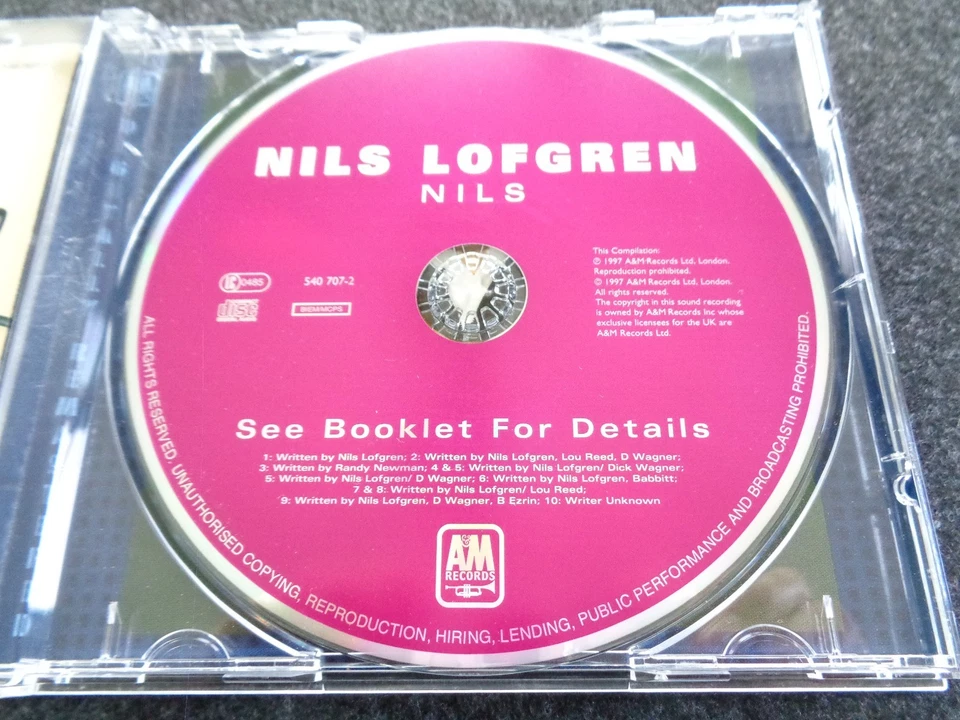 NILS LOFGREN
NILS
LC 0485
540 707-2
COMPACT
disc
DIGITAL AUDIO
BIEM/MCPS
This Compilation:
℗ 1997 A&M Records Ltd, London.
Reproduction prohibited.
© 1997 A&M Records Ltd, London.
All rights reserved.
The copyright in this sound recording
is owned by A&M Records Inc whose
exclusive licensees for the UK are
A&M Records Ltd.
See Booklet For Details
1: Written by Nils Lofgren; 2: Written by Nils Lofgren, Lou Reed, D Wagner;
3: Written by Randy Newman; 4 & 5: Written by Nils Lofgren/ Dick Wagner;
5: Written by Nils Lofgren/ D Wagner; 6: Written by Nils Lofgren, Babbitt;
7 & 8: Written by Nils Lofgren/ Lou Reed;
9: Written by Nils Lofgren, D Wagner, B Ezrin; 10: Writer Unknown
A&M
RECORDS
ALL RIGHTS RESERVED. UNAUTHORISED COPYING, REPRODUCTION, HIRING, LENDING, PUBLIC PERFORMANCE AND BROADCASTING PROHIBITED.